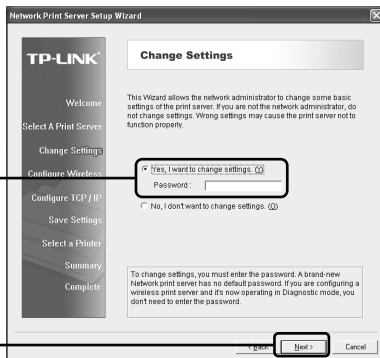 Network Print Server Setup Wizard
TP-LINK
Change Settings
Welcome
Select A Print Server
Change Settings
Configure Wireless
Configure TCP / IP
Save Settings
Select a Printer
Summary
Complete
This Wizard allows the network administrator to change some basic
settings of the print server. If you are not the network administrator, do
not change settings. Wrong settings may cause the print server not to
function properly.
Yes, I want to change settings. (Y)
Password :
No, I don't want to change settings. (O)
To change settings, you must enter the password. A brand-new
Network print server has no default password. If you are configuring a
wireless print server and it's now operating in Diagnostic mode, you
don't need to enter the password.
< Back
Next >
Cancel